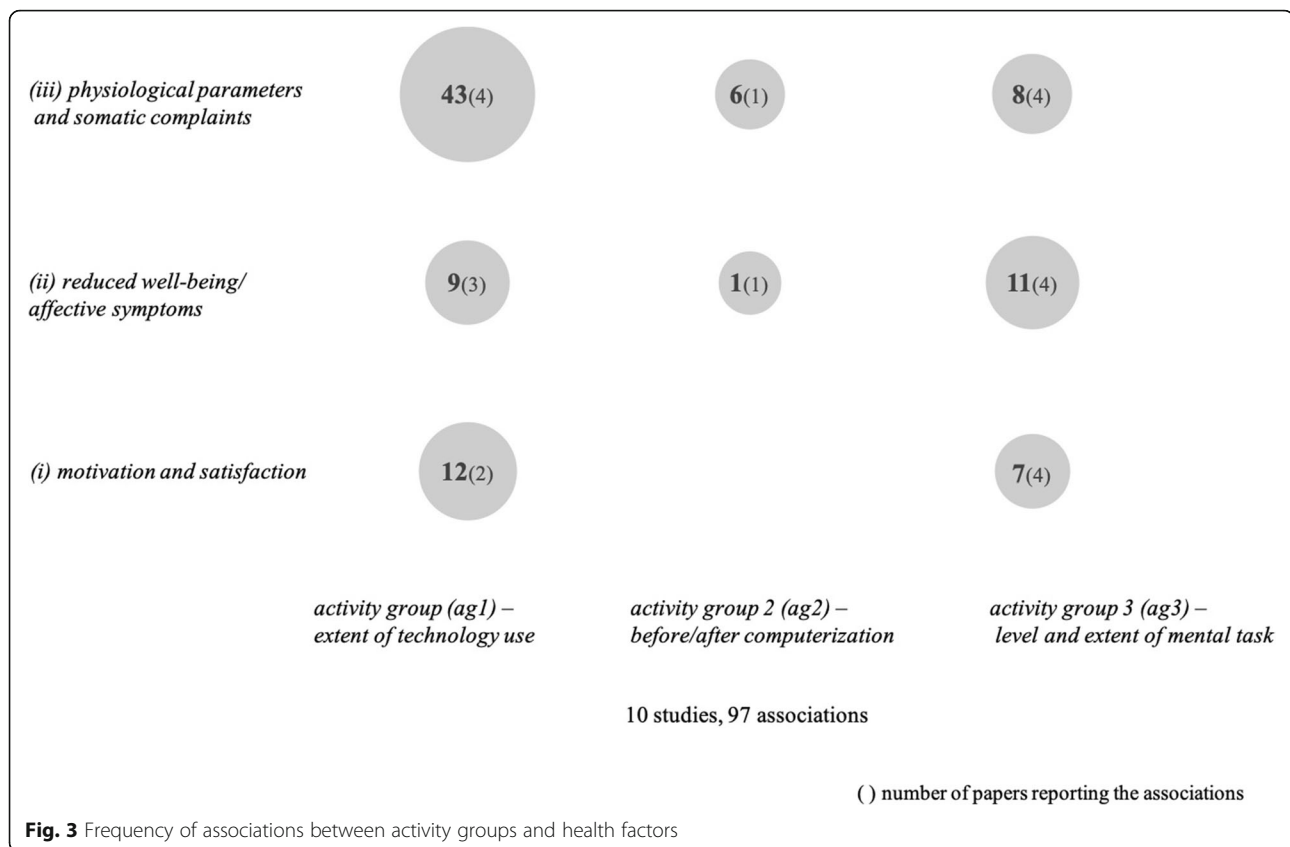 (iii) physiological parameters
and somatic complaints
43(4)
6(1)
8(4)
(ii) reduced well-being/
affective symptoms
9(3)
1(1)
11(4)
(i) motivation and satisfaction
12(2)
7(4)
activity group (ag1) –
extent of technology use
activity group 2 (ag2) –
before/after computerization
activity group 3 (ag3) –
level and extent of mental task
10 studies, 97 associations
( ) number of papers reporting the associations
Fig. 3 Frequency of associations between activity groups and health factors